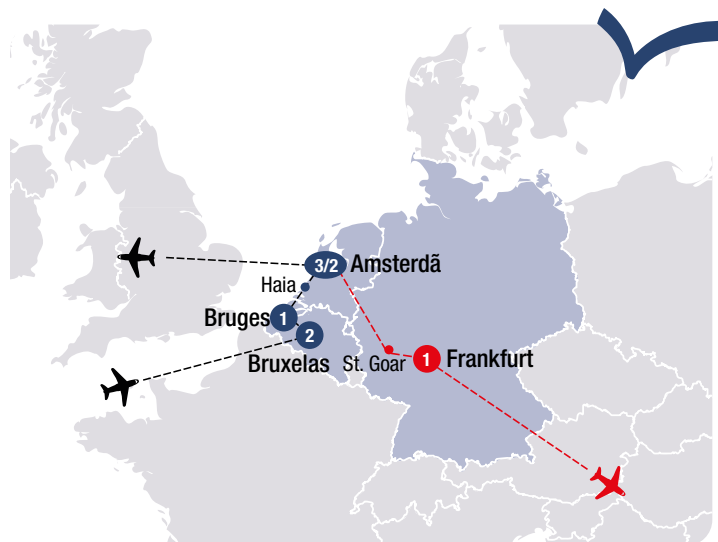 3/2 Amsterdã
Haia
Bruges 1
2
Bruxelas
St. Goar
1 Frankfurt